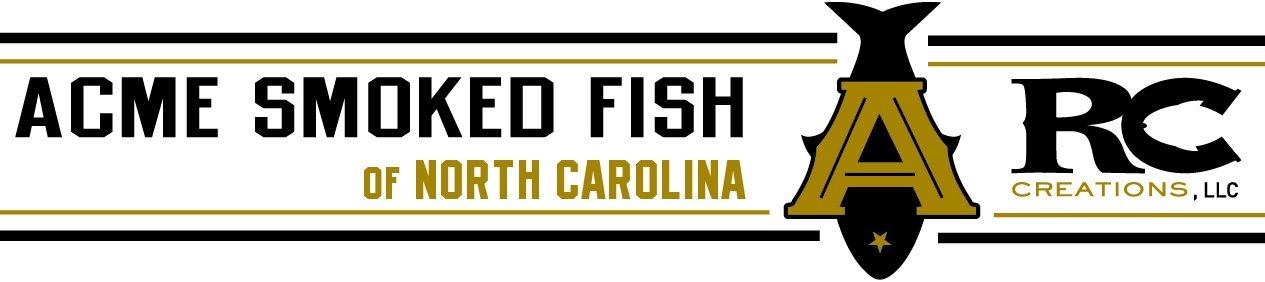 ACME SMOKED FISH
OF NORTH CAROLINA
A
RC
CREATIONS, LLC